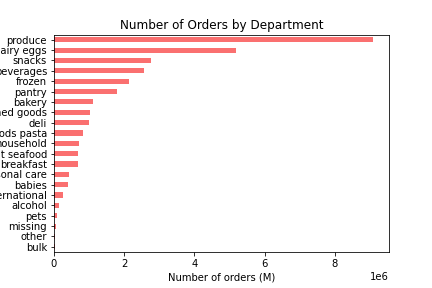 Number of Orders by Department
produce
airy eggs
snacks
beverages
frozen
pantry
bakery
ned goods
deli
ods pasta
household
t seafood
breakfast
onal care
babies
ernational
alcohol
pets
missing
other
bulk
0 2 4 6 8
1e6
Number of orders (M)